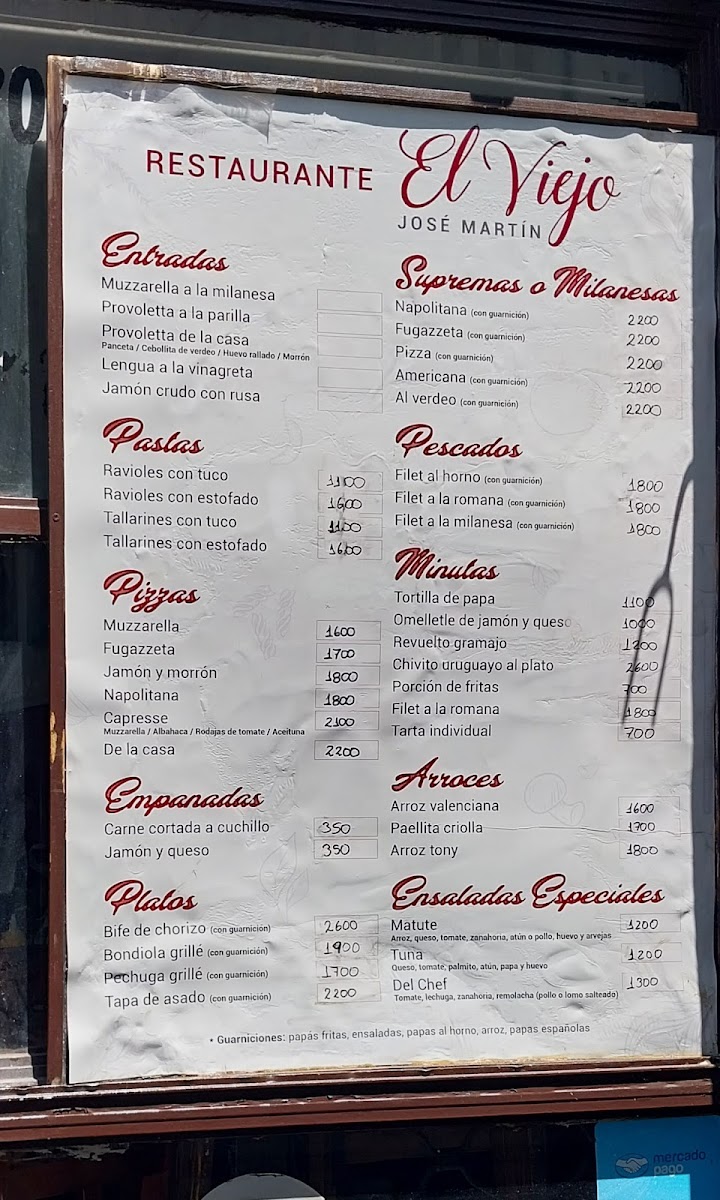 RESTAURANTE El Viejo
JOSÉ MARTÍN
Entradas
Muzzarella a la milanesa
Provoletta a la parilla
Provoletta de la casa
Panceta / Cebollita de verdeo / Huevo rallado / Morrón
Lengua a la vinagreta
Jamón crudo con rusa
Pastas
Ravioles con tuco 1100
Ravioles con estofado 1600
Tallarines con tuco 1100
Tallarines con estofado 1600
Pizzas
Muzzarella 1600
Fugazzeta 1700
Jamón y morrón 1800
Napolitana 1800
Capresse 2100
Muzzarella / Albahaca / Rodajas de tomate / Aceituna
De la casa 2200
Empanadas
Carne cortada a cuchillo 350
Jamón y queso 350
Platos
Bife de chorizo (con guarnición) 2600
Bondiola grillé (con guarnición) 1900
Pechuga grillé (con guarnición) 1700
Tapa de asado (con guarnición) 2200
Supremas o Milanesas
Napolitana (con guarnición) 2200
Fugazzeta (con guarnición) 2200
Pizza (con guarnición) 2200
Americana (con guarnición) 2200
Al verdeo (con guarnición) 2200
Pescados
Filet al horno (con guarnición) 1800
Filet a la romana (con guarnición) 1800
Filet a la milanesa (con guarnición) 1800
Minutas
Tortilla de papa 1100
Omelletle de jamón y queso 1000
Revuelto gramajo 1200
Chivito uruguayo al plato 2600
Porción de fritas 700
Filet a la romana 1800
Tarta individual 700
Arroces
Arroz valenciana 1600
Paellita criolla 1700
Arroz tony 1800
Ensaladas Especiales
Matute 1200
Arroz, queso, tomate, zanahoria, atún o pollo, huevo y arvejas
Tuna 1200
Queso, tomate, palmito, atún, papa y huevo
Del Chef 1300
Tomate, lechuga, zanahoria, remolacha (pollo o lomo salteado)
• Guarniciones: papás fritas, ensaladas, papas al horno, arroz, papas españolas
mercado
pago